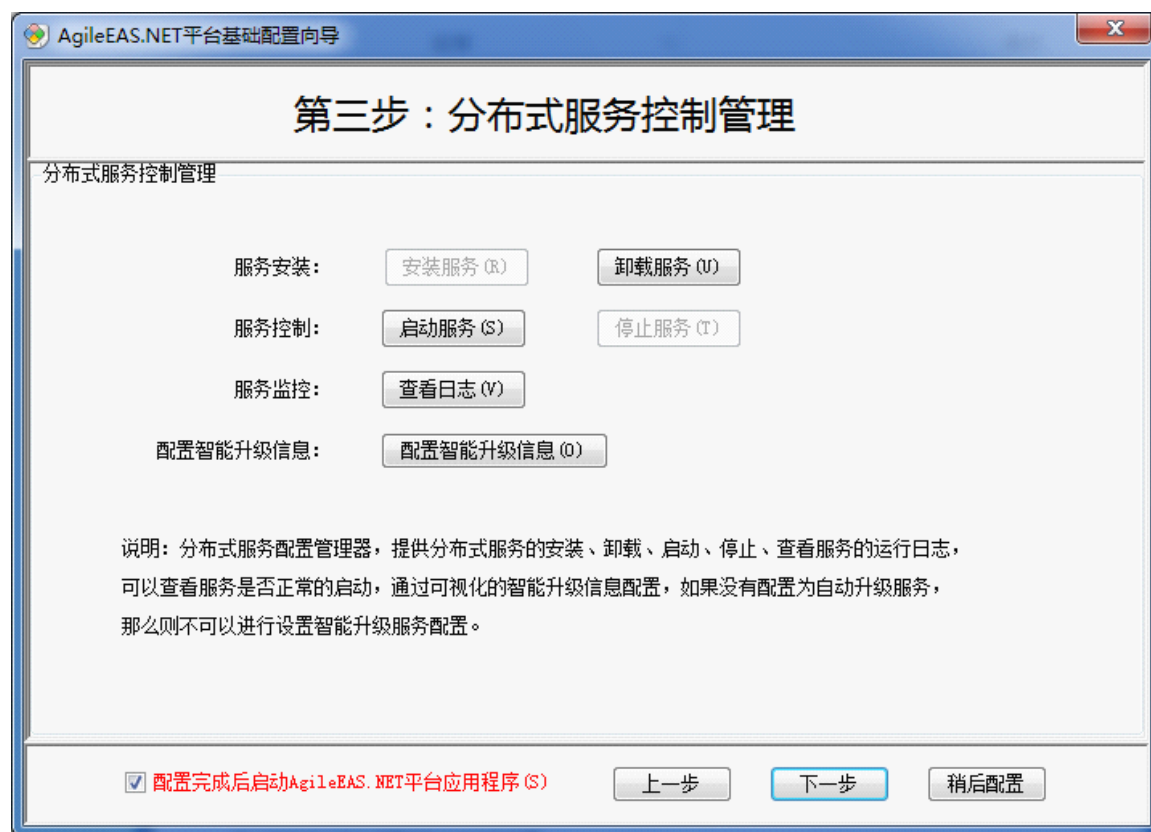 AgileEAS.NET平台基础配置向导
第三步：分布式服务控制管理
分布式服务控制管理
服务安装： 安装服务(R) 卸载服务(U)
服务控制： 启动服务(S) 停止服务(T)
服务监控： 查看日志(V)
配置智能升级信息： 配置智能升级信息(O)
说明：分布式服务配置管理器，提供分布式服务的安装、卸载、启动、停止、查看服务的运行日志，
可以查看服务是否正常的启动，通过可视化的智能升级信息配置，如果没有配置为自动升级服务，
那么则不可以进行设置智能升级服务配置。
配置完成后启动AgileEAS.NET平台应用程序(S) 上一步 下一步 稍后配置